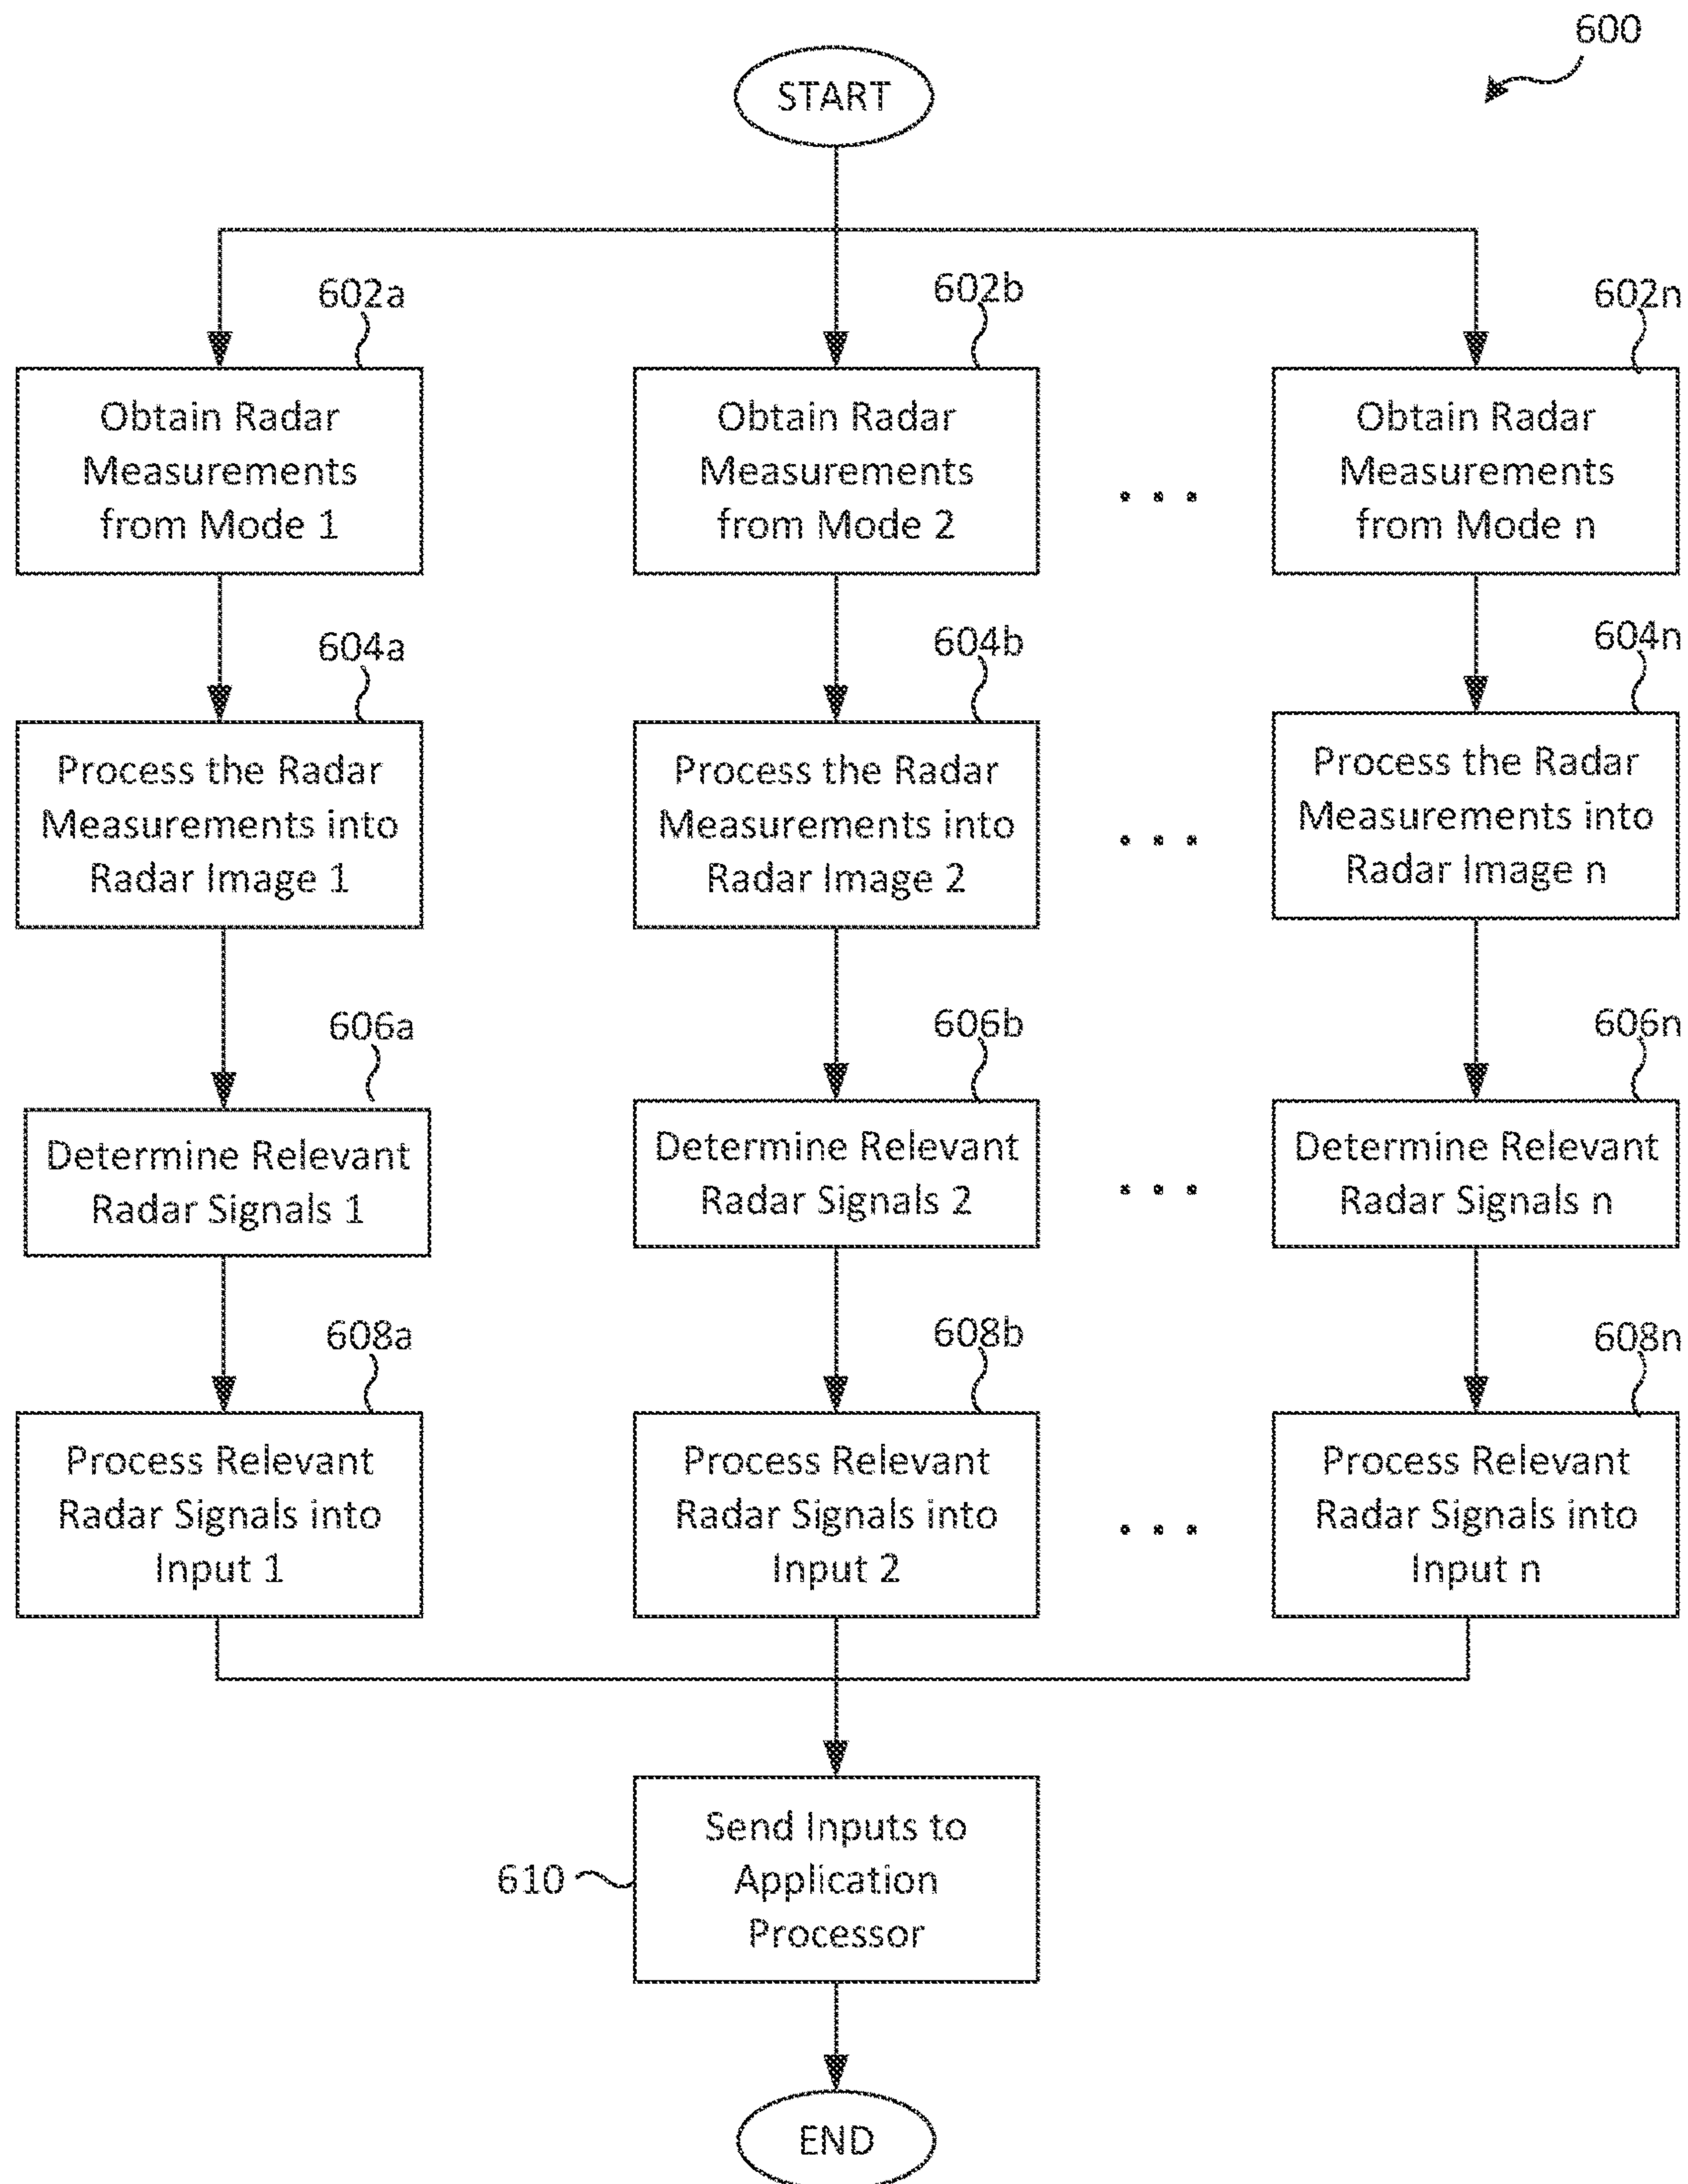 600
START
602a
602b
602n
Obtain Radar
Measurements
from Mode 1
Obtain Radar
Measurements
from Mode 2
. . .
Obtain Radar
Measurements
from Mode n
604a
604b
604n
Process the Radar
Measurements into
Radar Image 1
Process the Radar
Measurements into
Radar Image 2
. . .
Process the Radar
Measurements into
Radar Image n
606a
606b
606n
Determine Relevant
Radar Signals 1
Determine Relevant
Radar Signals 2
. . .
Determine Relevant
Radar Signals n
608a
608b
608n
Process Relevant
Radar Signals into
Input 1
Process Relevant
Radar Signals into
Input 2
. . .
Process Relevant
Radar Signals into
Input n
610
Send Inputs to
Application
Processor
END